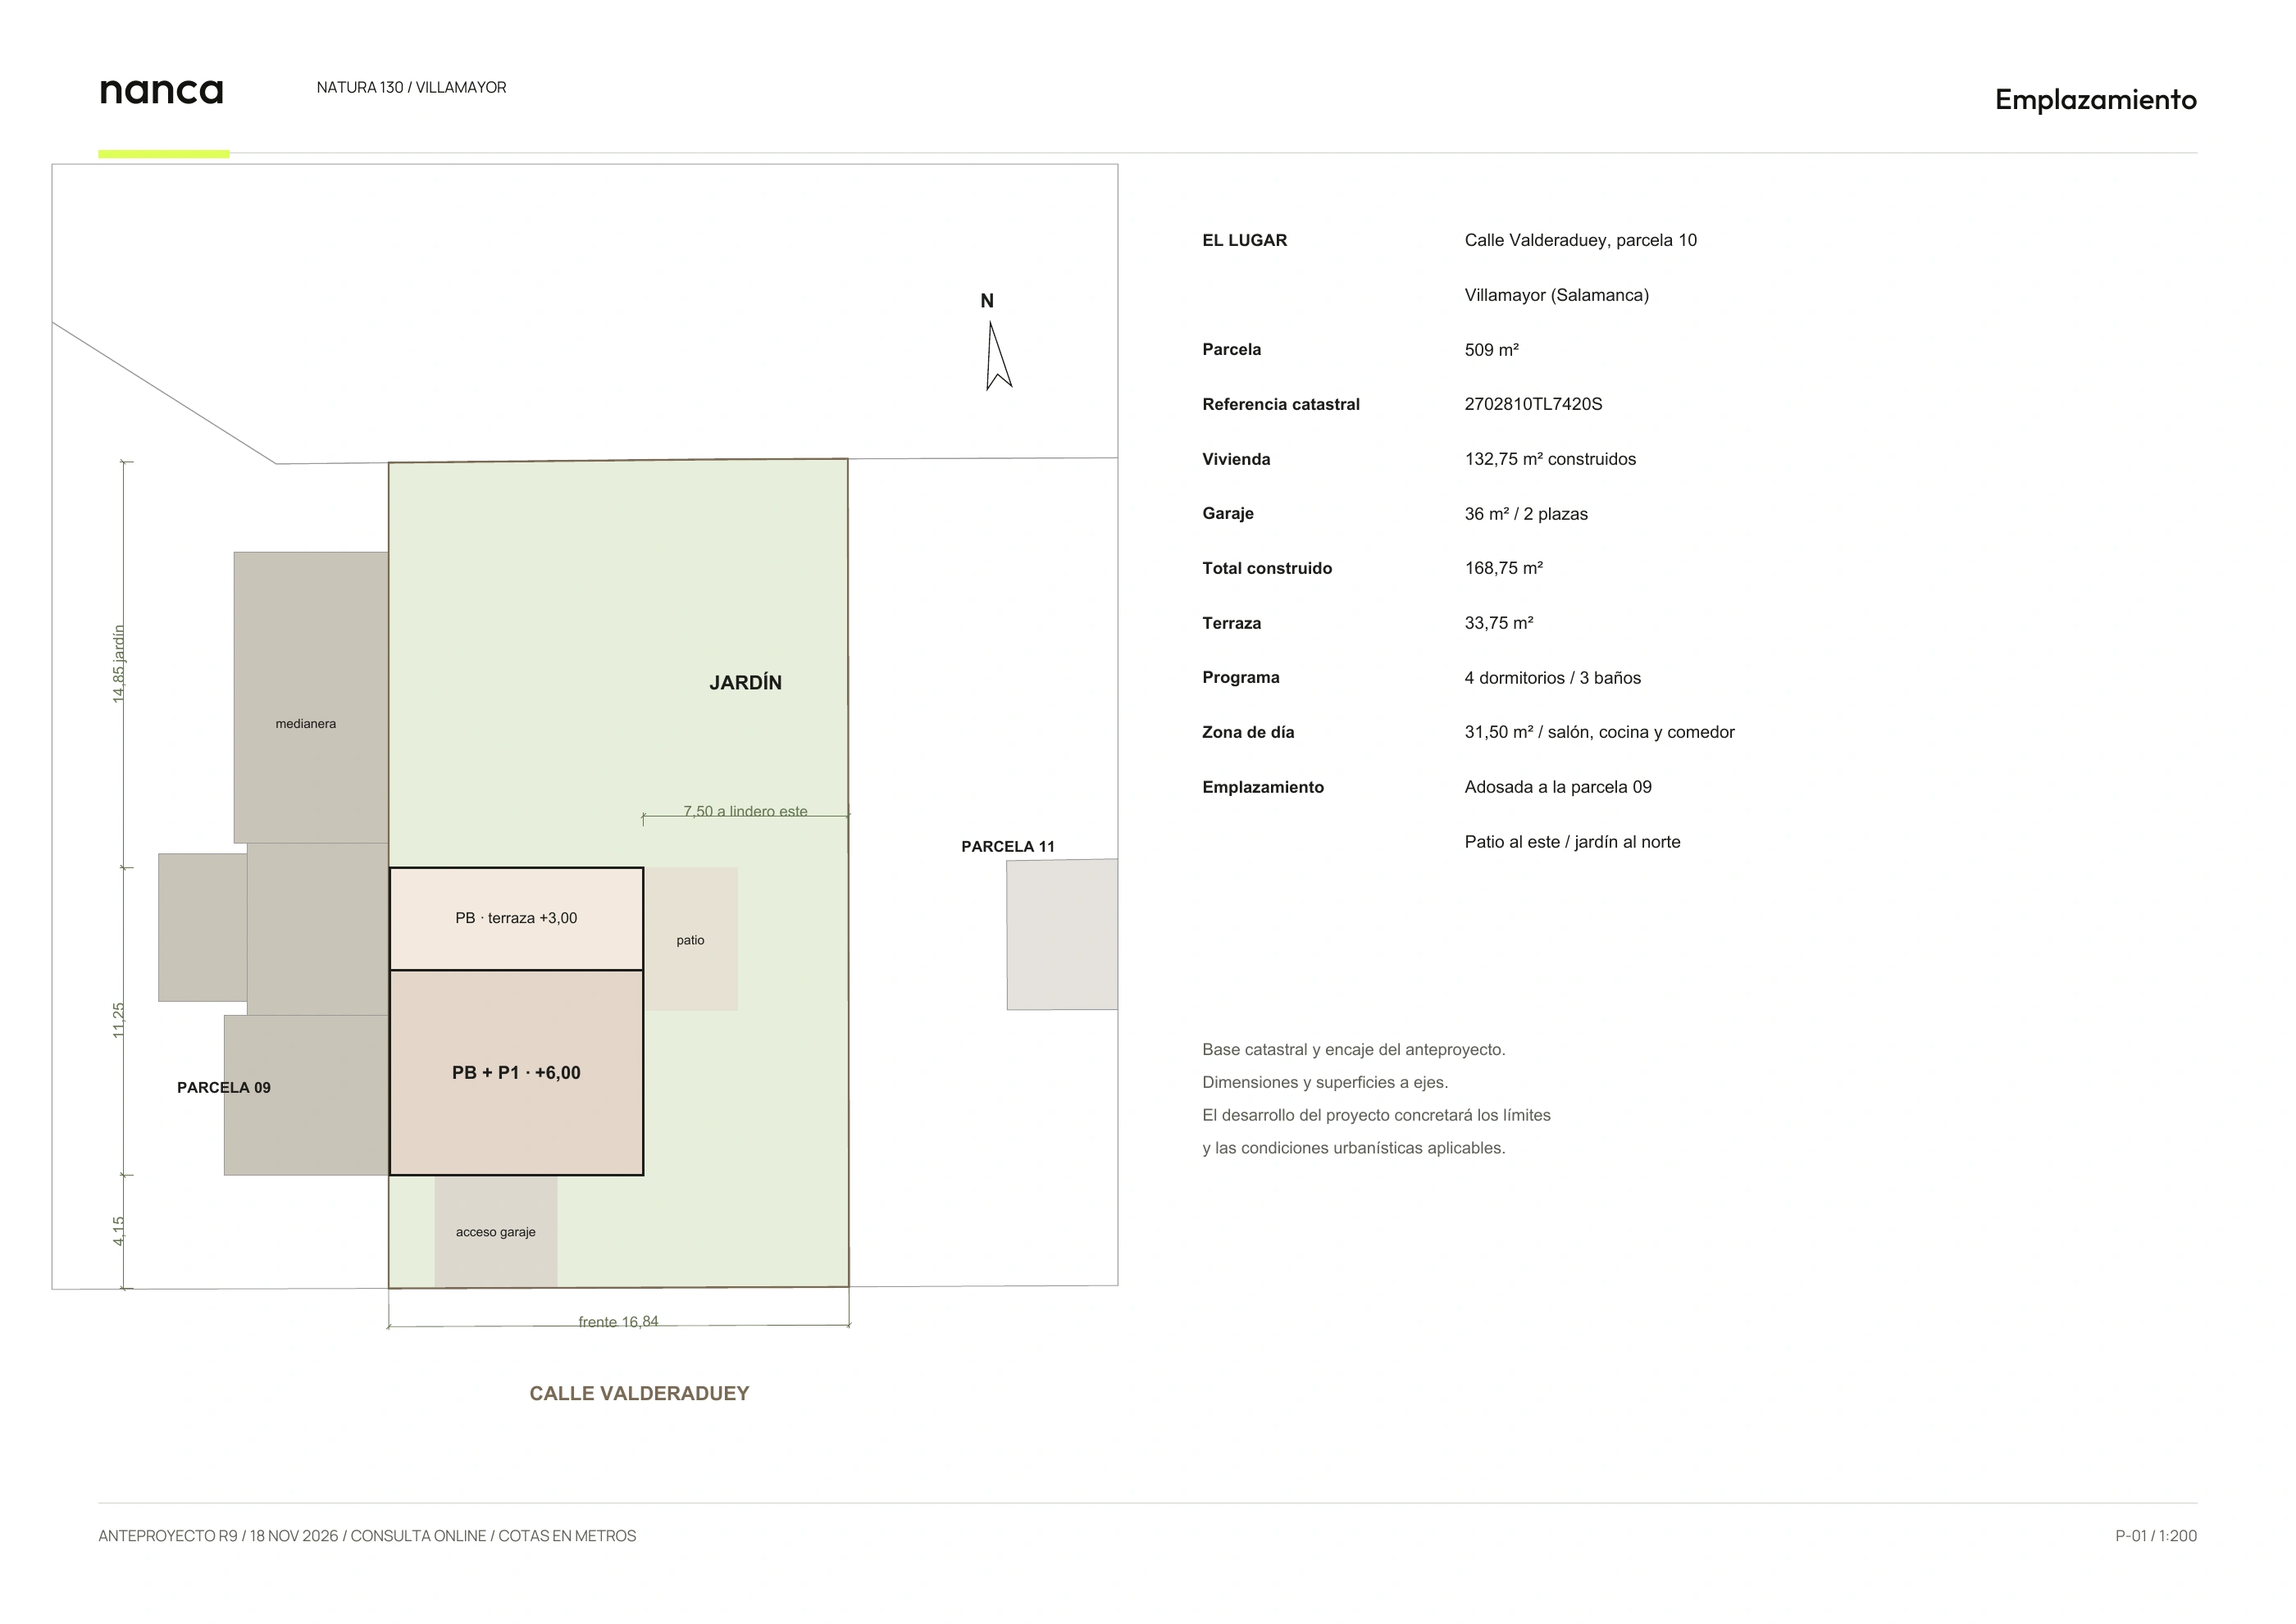 nanca
NATURA 130 / VILLAMAYOR
Emplazamiento
N
14,85 jardín
medianera
JARDÍN
7,50 a lindero este
PARCELA 11
PB · terraza +3,00
patio
11,25
PB + P1 · +6,00
PARCELA 09
4,15
acceso garaje
frente 16,84
CALLE VALDERADUEY
EL LUGAR Calle Valderaduey, parcela 10
Villamayor (Salamanca)
Parcela 509 m²
Referencia catastral 2702810TL7420S
Vivienda 132,75 m² construidos
Garaje 36 m² / 2 plazas
Total construido 168,75 m²
Terraza 33,75 m²
Programa 4 dormitorios / 3 baños
Zona de día 31,50 m² / salón, cocina y comedor
Emplazamiento Adosada a la parcela 09
Patio al este / jardín al norte
Base catastral y encaje del anteproyecto.
Dimensiones y superficies a ejes.
El desarrollo del proyecto concretará los límites
y las condiciones urbanísticas aplicables.
ANTEPROYECTO R9 / 18 NOV 2026 / CONSULTA ONLINE / COTAS EN METROS
P-01 / 1:200